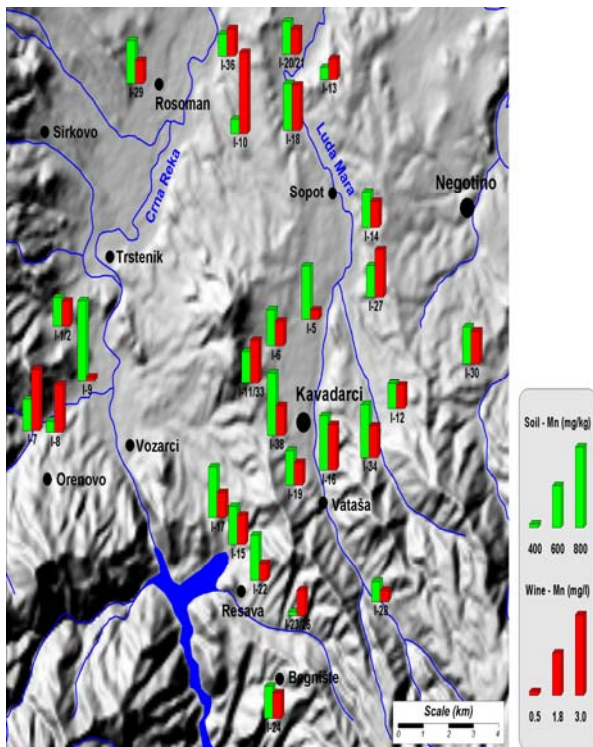 I-36
I-20/21
I-13
I-29
Rosoman
Sirkovo
I-10
I-18
Crna Reka
Luda Mara
Sopot
Negotino
I-14
Trstenik
I-27
I-5
I-1/2
I-6
I-30
I-9
I-11/33
I-12
Kavadarci
I-7
I-8
I-38
I-34
Vozarci
I-16
I-19
Orenovo
Vataša
I-17
I-15
I-22
Resava
I-28
I-23/26
Begnište
I-24
Scale (km)
0 1 2 3 4
Soil - Mn (mg/kg)
400 600 800
Wine - Mn (mg/l)
0.5 1.8 3.0